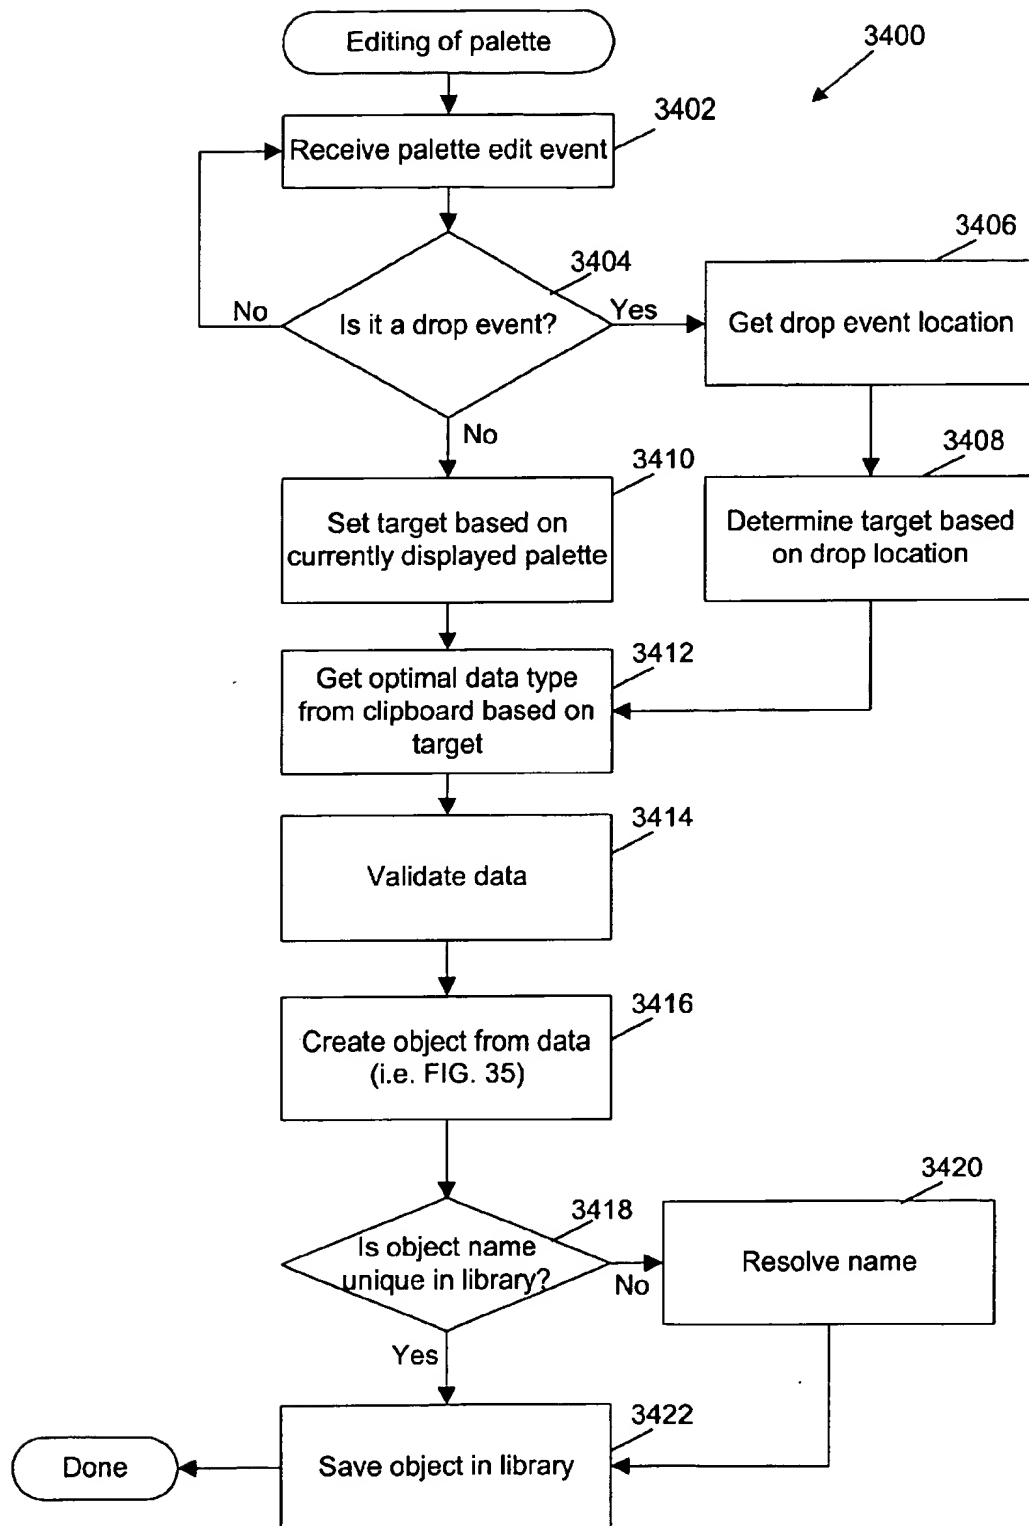 Editing of palette
3400
3402
Receive palette edit event
3404
3406
No
Is it a drop event?
Yes
Get drop event location
No
3410
3408
Set target based on
currently displayed palette
Determine target based
on drop location
3412
Get optimal data type
from clipboard based on
target
3414
Validate data
3416
Create object from data
(i.e. FIG. 35)
3418
3420
Is object name
unique in library?
No
Resolve name
Yes
3422
Done
Save object in library